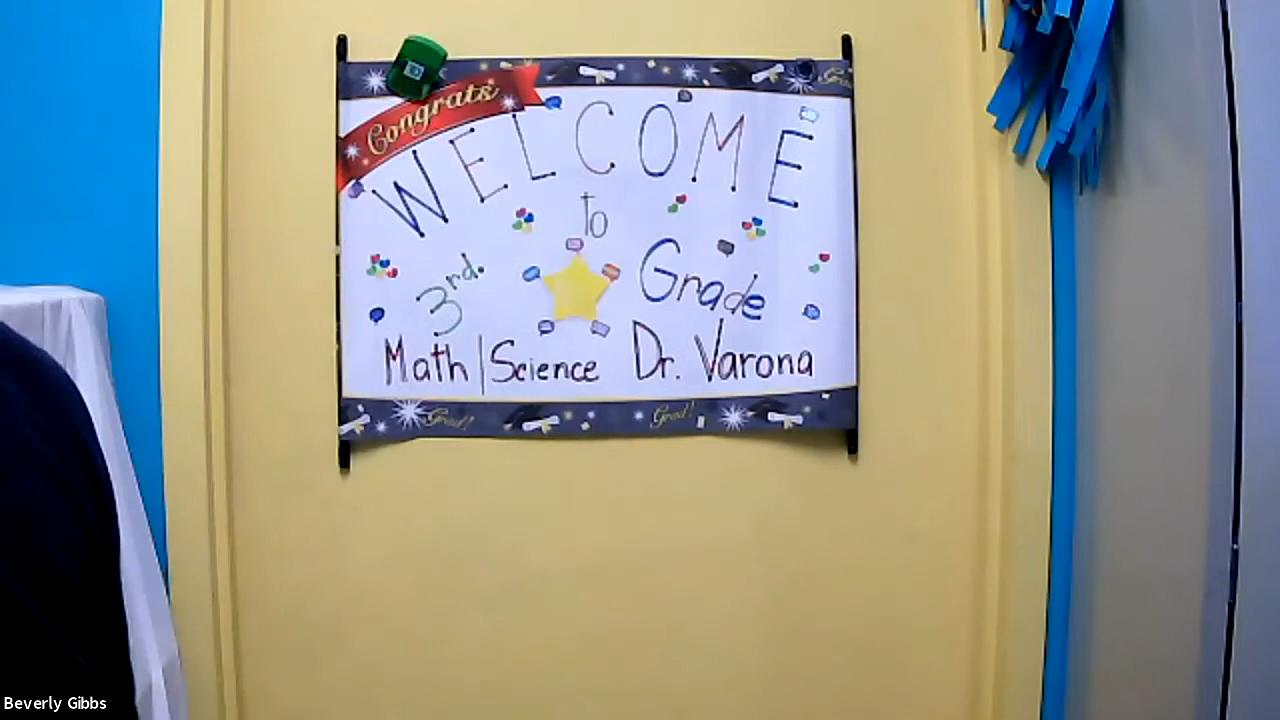 Congrats
WELCOME
to
3rd. Grade
Math | Science Dr. Varona
Grad! Grad!
Beverly Gibbs